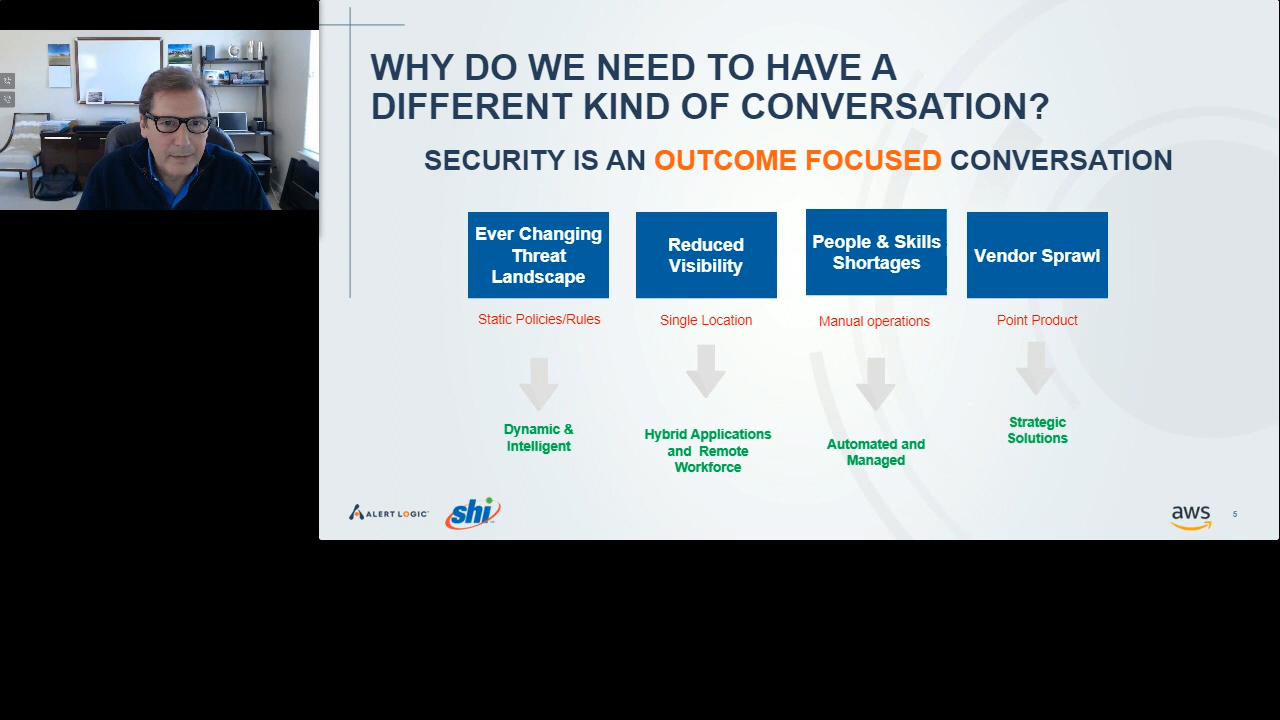 WHY DO WE NEED TO HAVE A
DIFFERENT KIND OF CONVERSATION?
SECURITY IS AN OUTCOME FOCUSED CONVERSATION
Ever Changing
Threat
Landscape
Reduced
Visibility
People & Skills
Shortages
Vendor Sprawl
Static Policies/Rules
Single Location
Manual operations
Point Product
Dynamic &
Intelligent
Hybrid Applications
and Remote
Workforce
Automated and
Managed
Strategic
Solutions
ALERT LOGIC
shi
aws
5